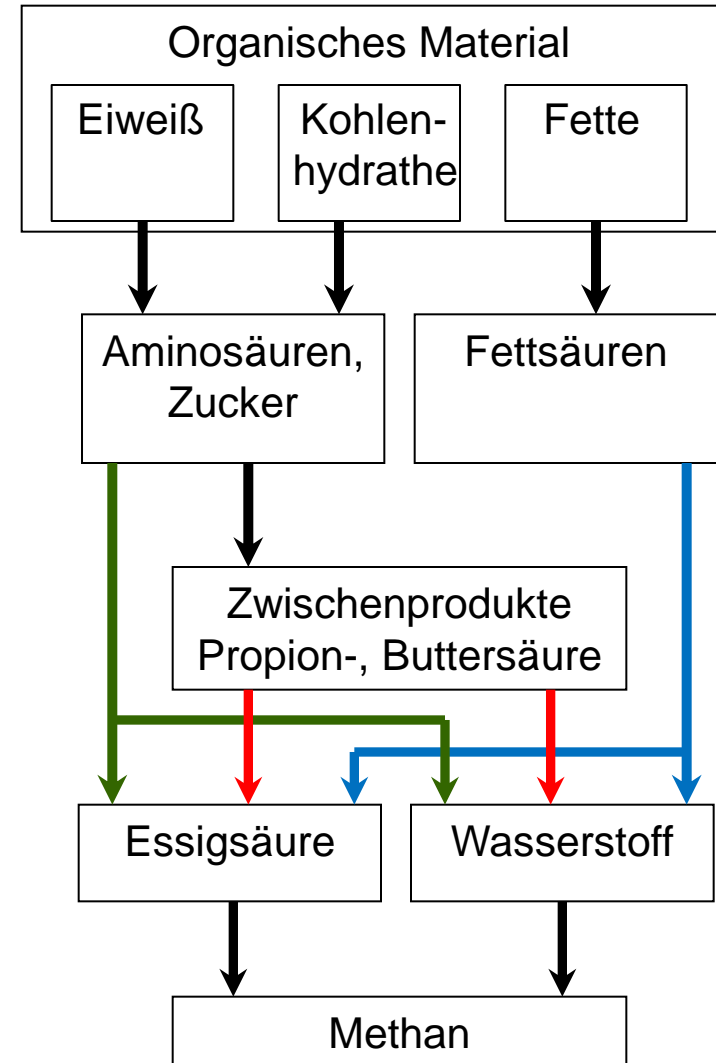 Organisches Material
Eiweiß
Kohlen-
hydrathe
Fette
Aminosäuren,
Zucker
Fettsäuren
Zwischenprodukte
Propion-, Buttersäure
Essigsäure
Wasserstoff
Methan